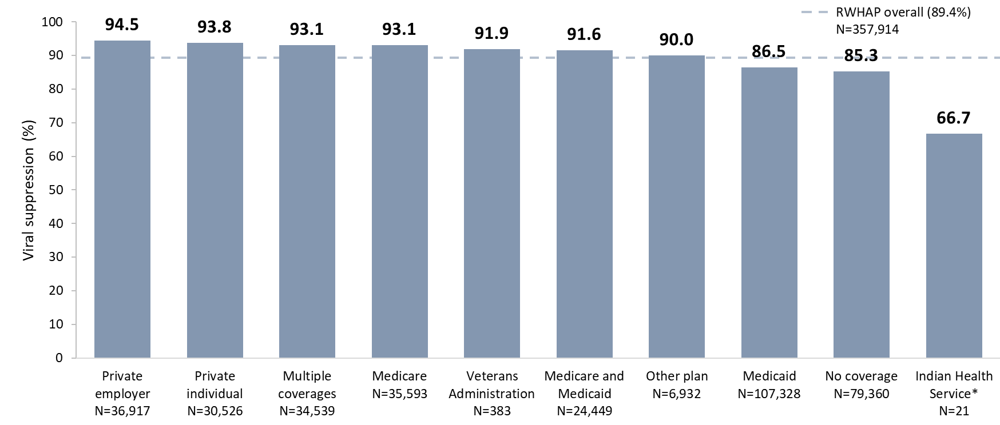 RWHAP overall (89.4%)
N=357,914
Viral suppression (%)
100
90
80
70
60
50
40
30
20
10
0
94.5
93.8
93.1
93.1
91.9
91.6
90.0
86.5
85.3
66.7
Private
employer
N=36,917
Private
individual
N=30,526
Multiple
coverages
N=34,539
Medicare
N=35,593
Veterans
Administration
N=383
Medicare and
Medicaid
N=24,449
Other plan
N=6,932
Medicaid
N=107,328
No coverage
N=79,360
Indian Health
Service*
N=21